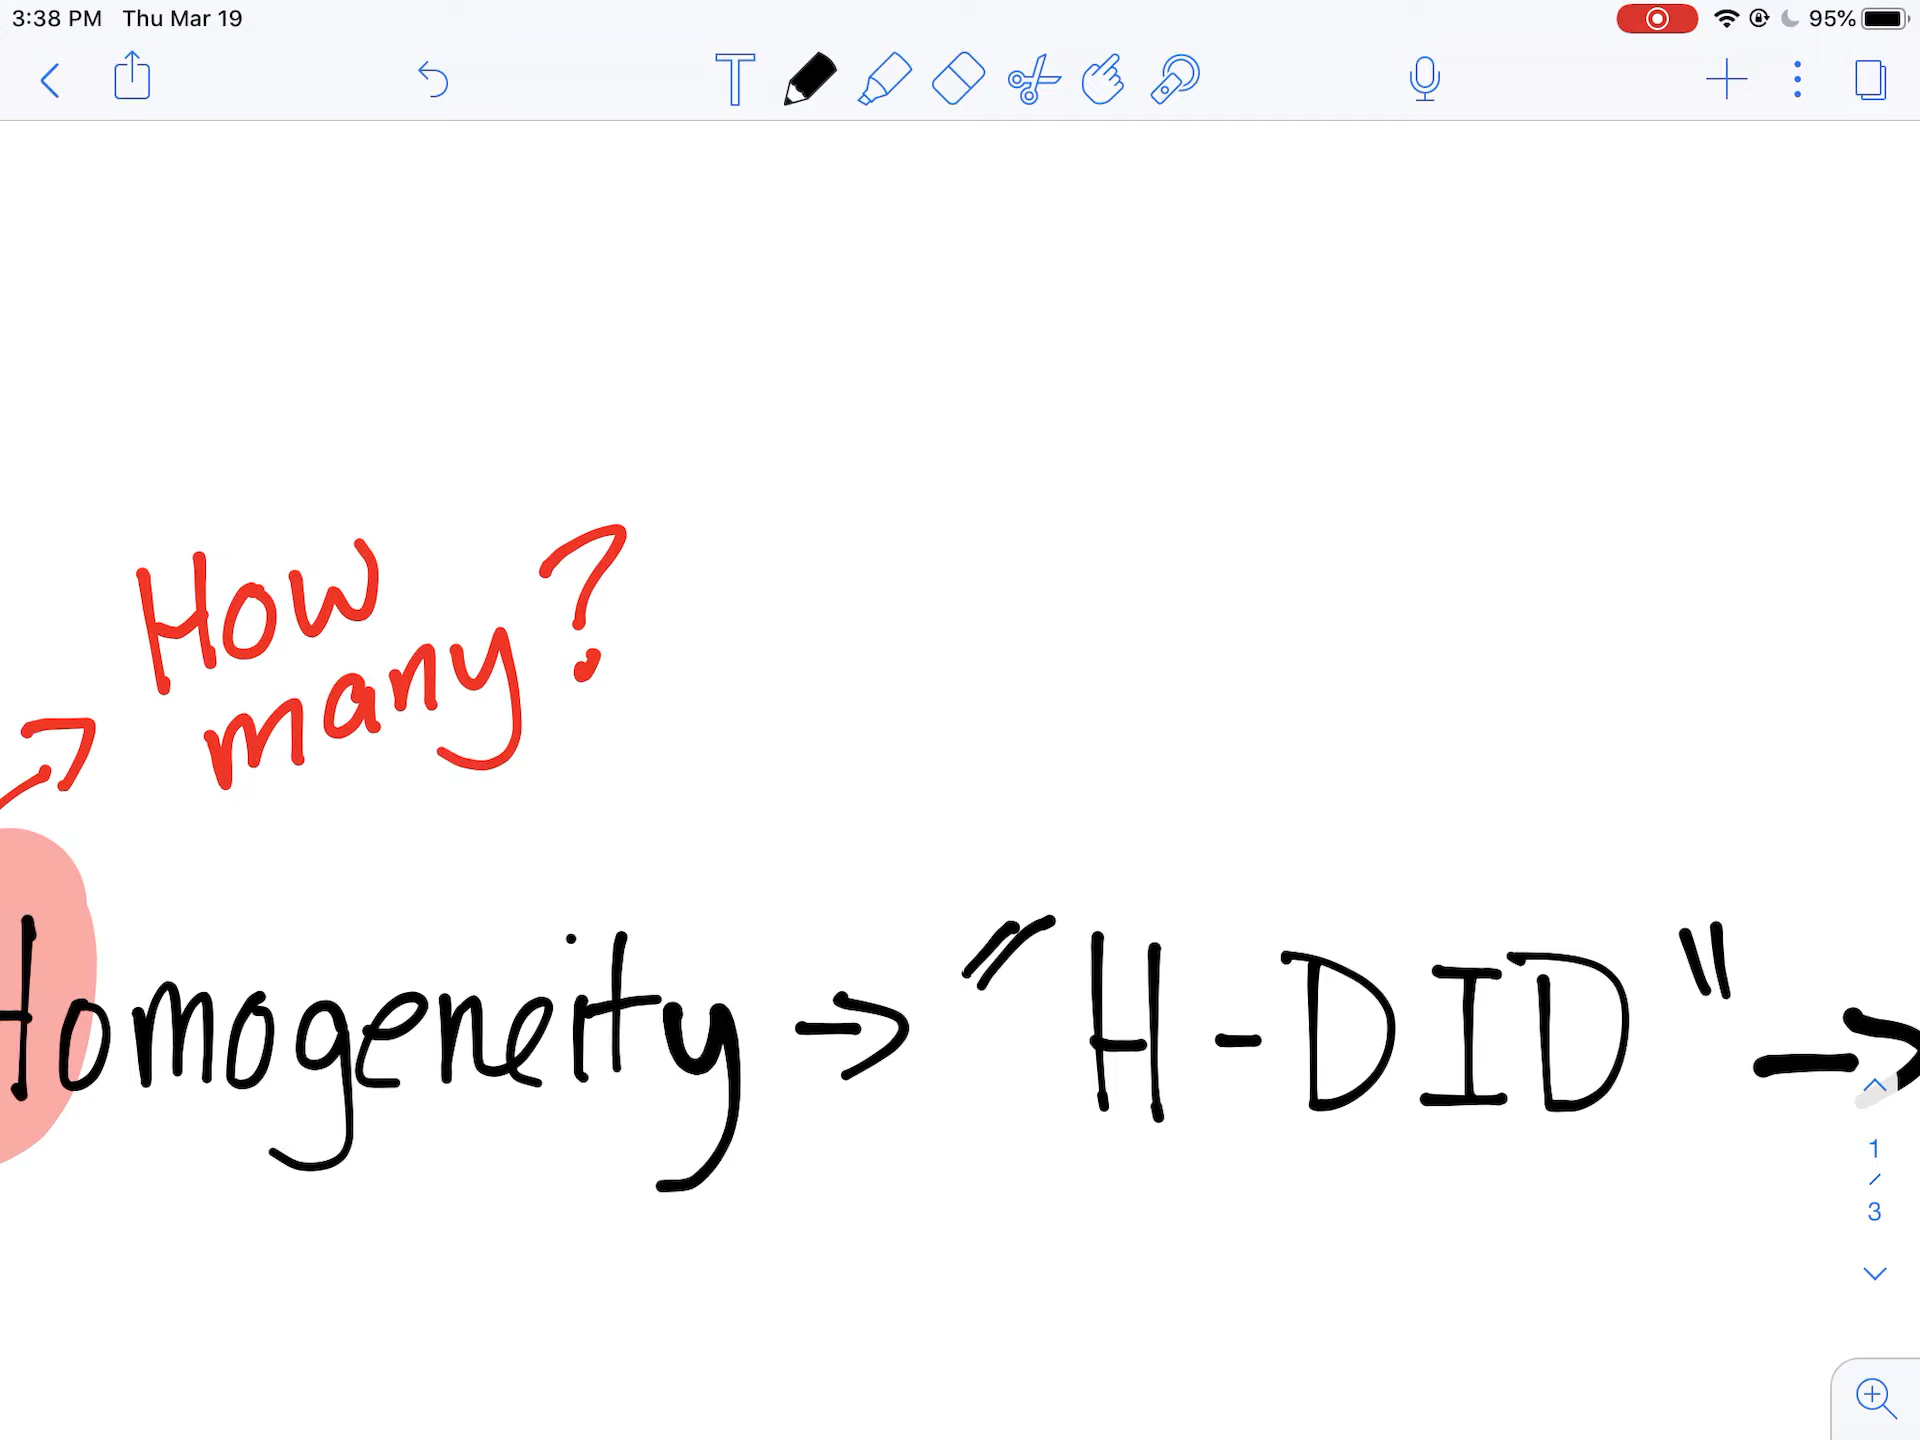 3:38 PM Thu Mar 19
95%
How
many?
Homogeneity → "H-DID" →
1
/
3